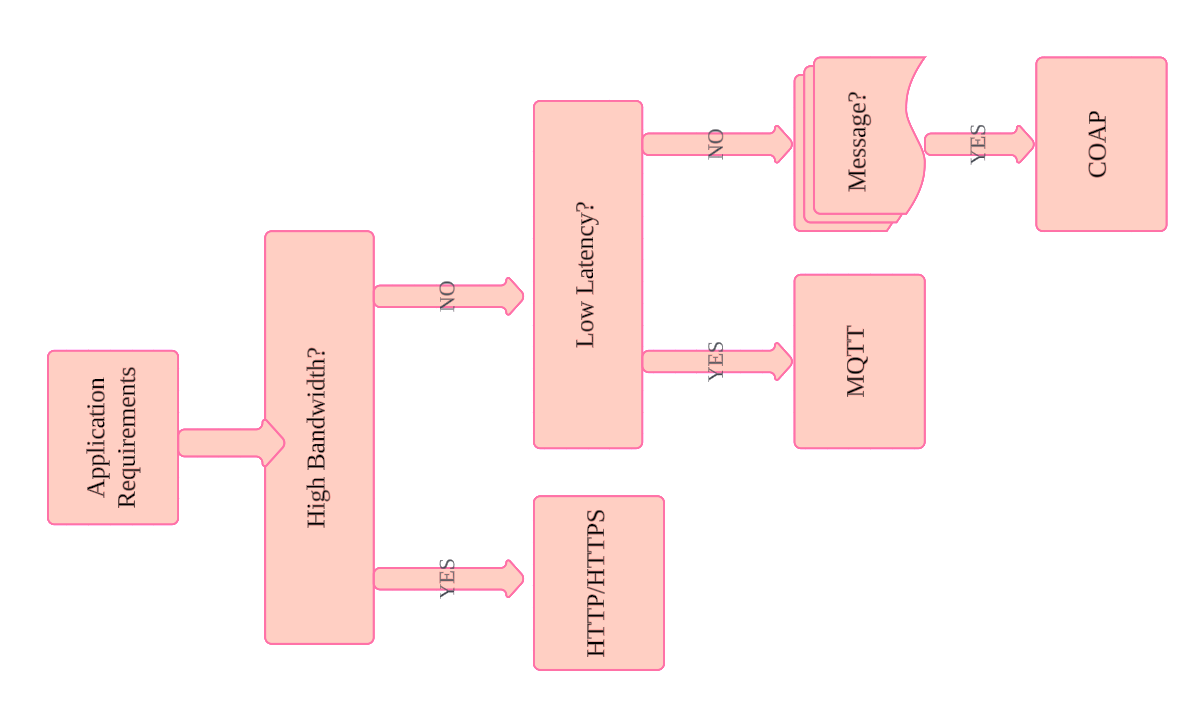 Application
Requirements
High Bandwidth?
YES
NO
HTTP/HTTPS
Low Latency?
YES
NO
MQTT
Message?
YES
COAP